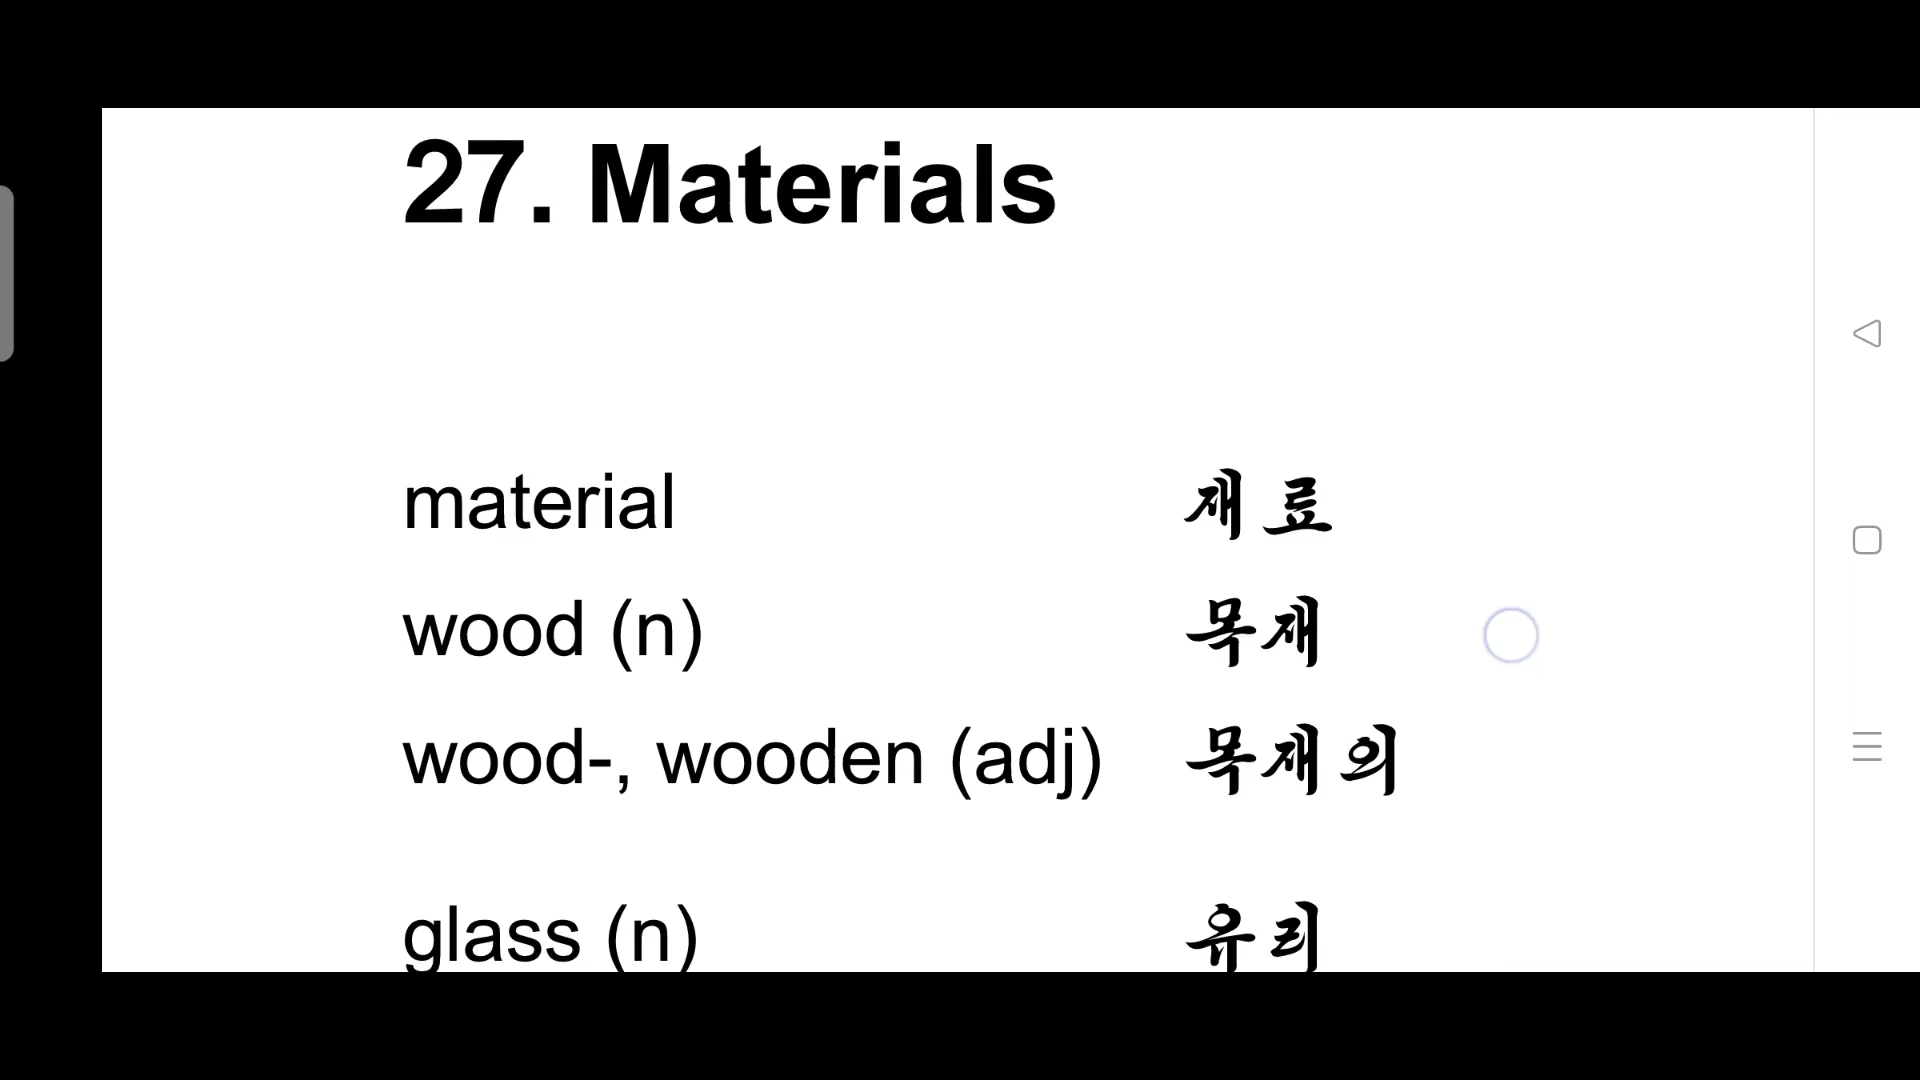 27. Materials
material 재료
wood (n) 목재
wood-, wooden (adj) 목재의
glass (n) 유리